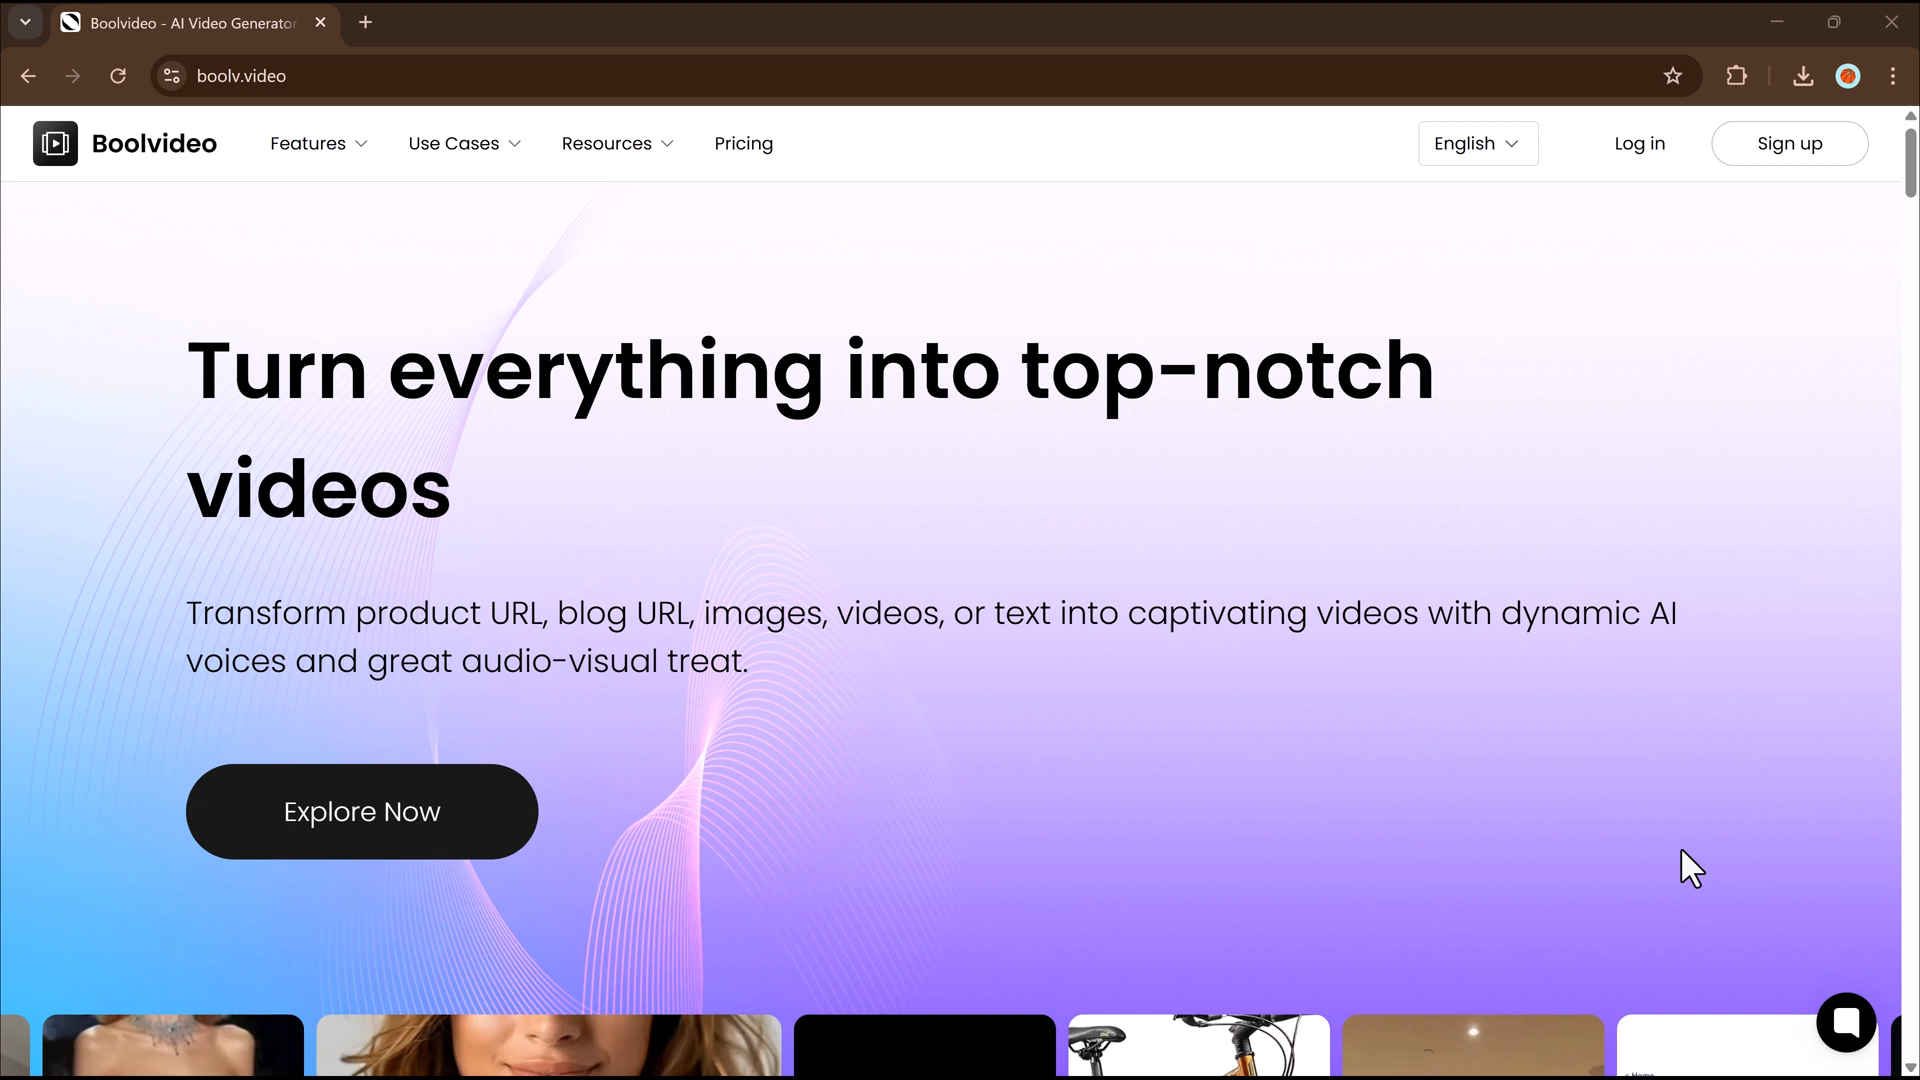 Boolvideo - AI Video Generator
boolv.video
Boolvideo
Features
Use Cases
Resources
Pricing
English
Log in
Sign up
Turn everything into top-notch
videos
Transform product URL, blog URL, images, videos, or text into captivating videos with dynamic AI
voices and great audio-visual treat.
Explore Now